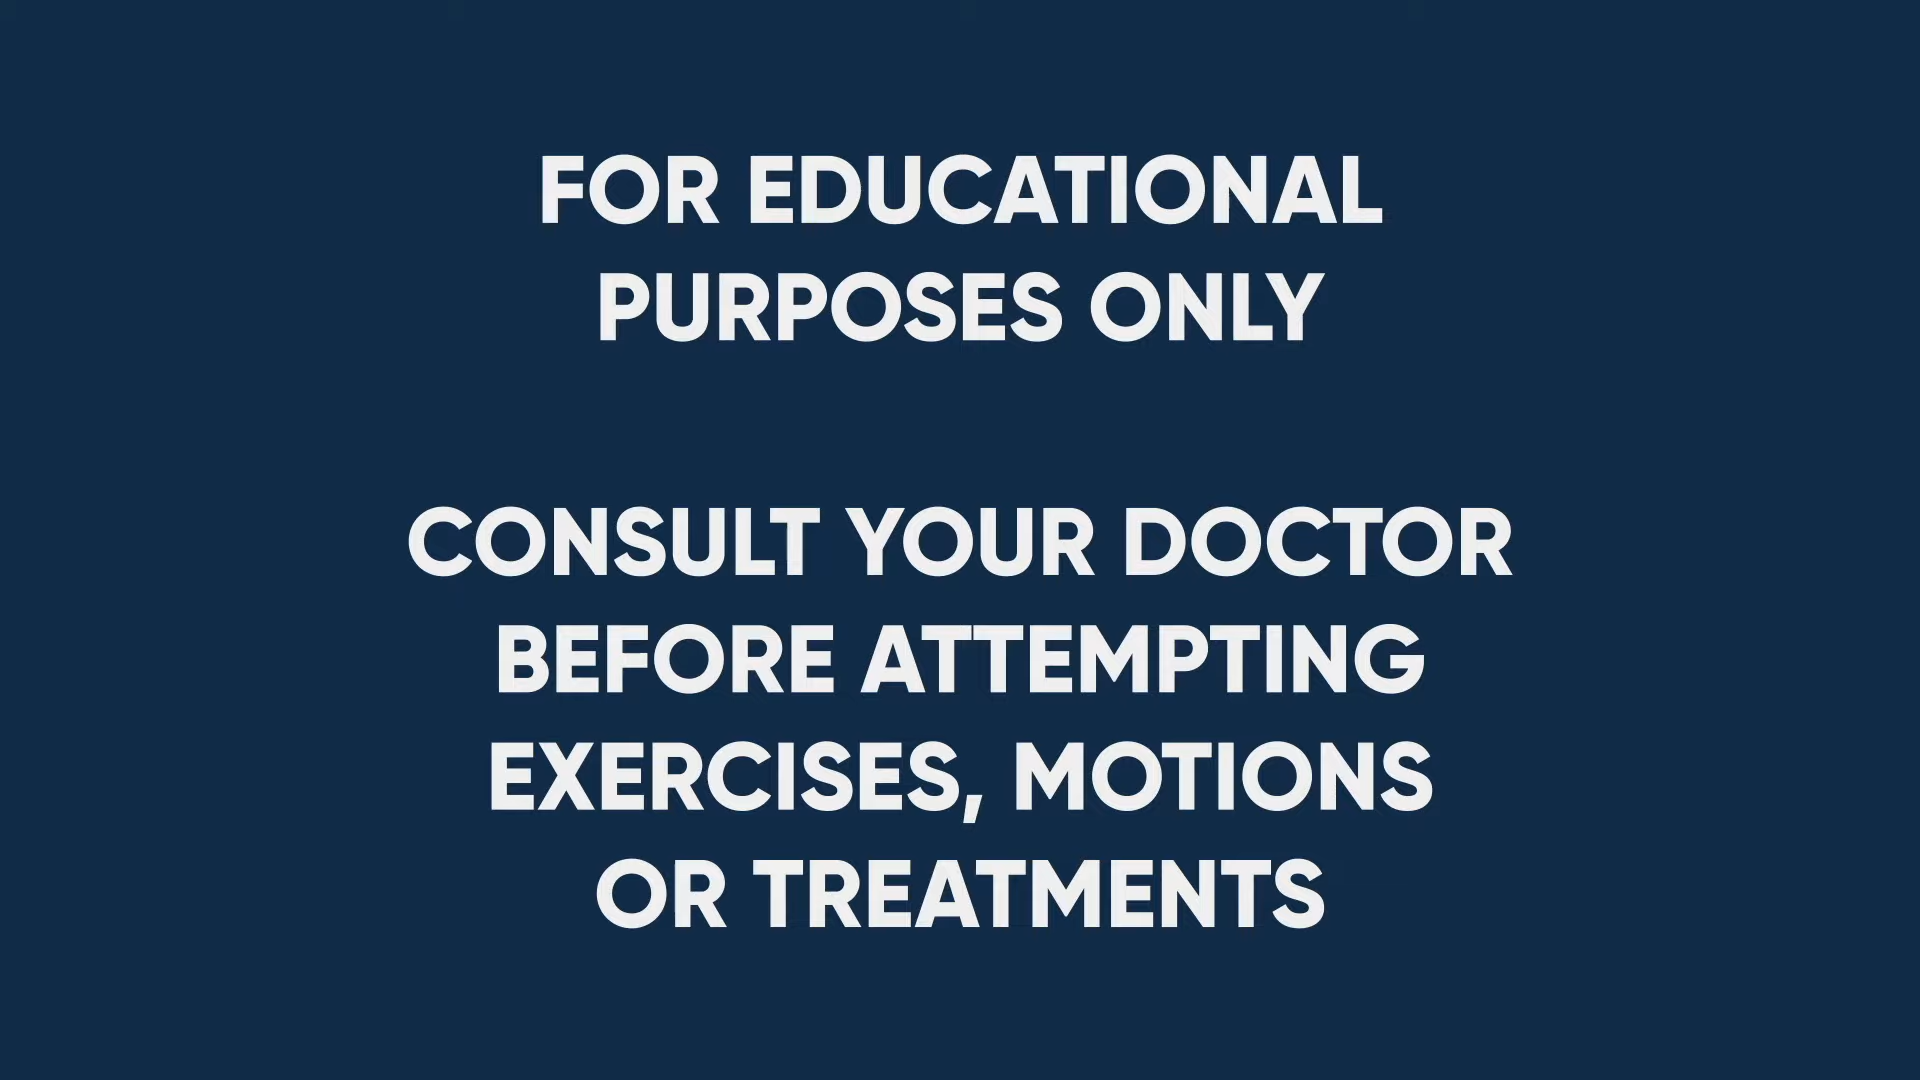 FOR EDUCATIONAL
PURPOSES ONLY
CONSULT YOUR DOCTOR
BEFORE ATTEMPTING
EXERCISES, MOTIONS
OR TREATMENTS